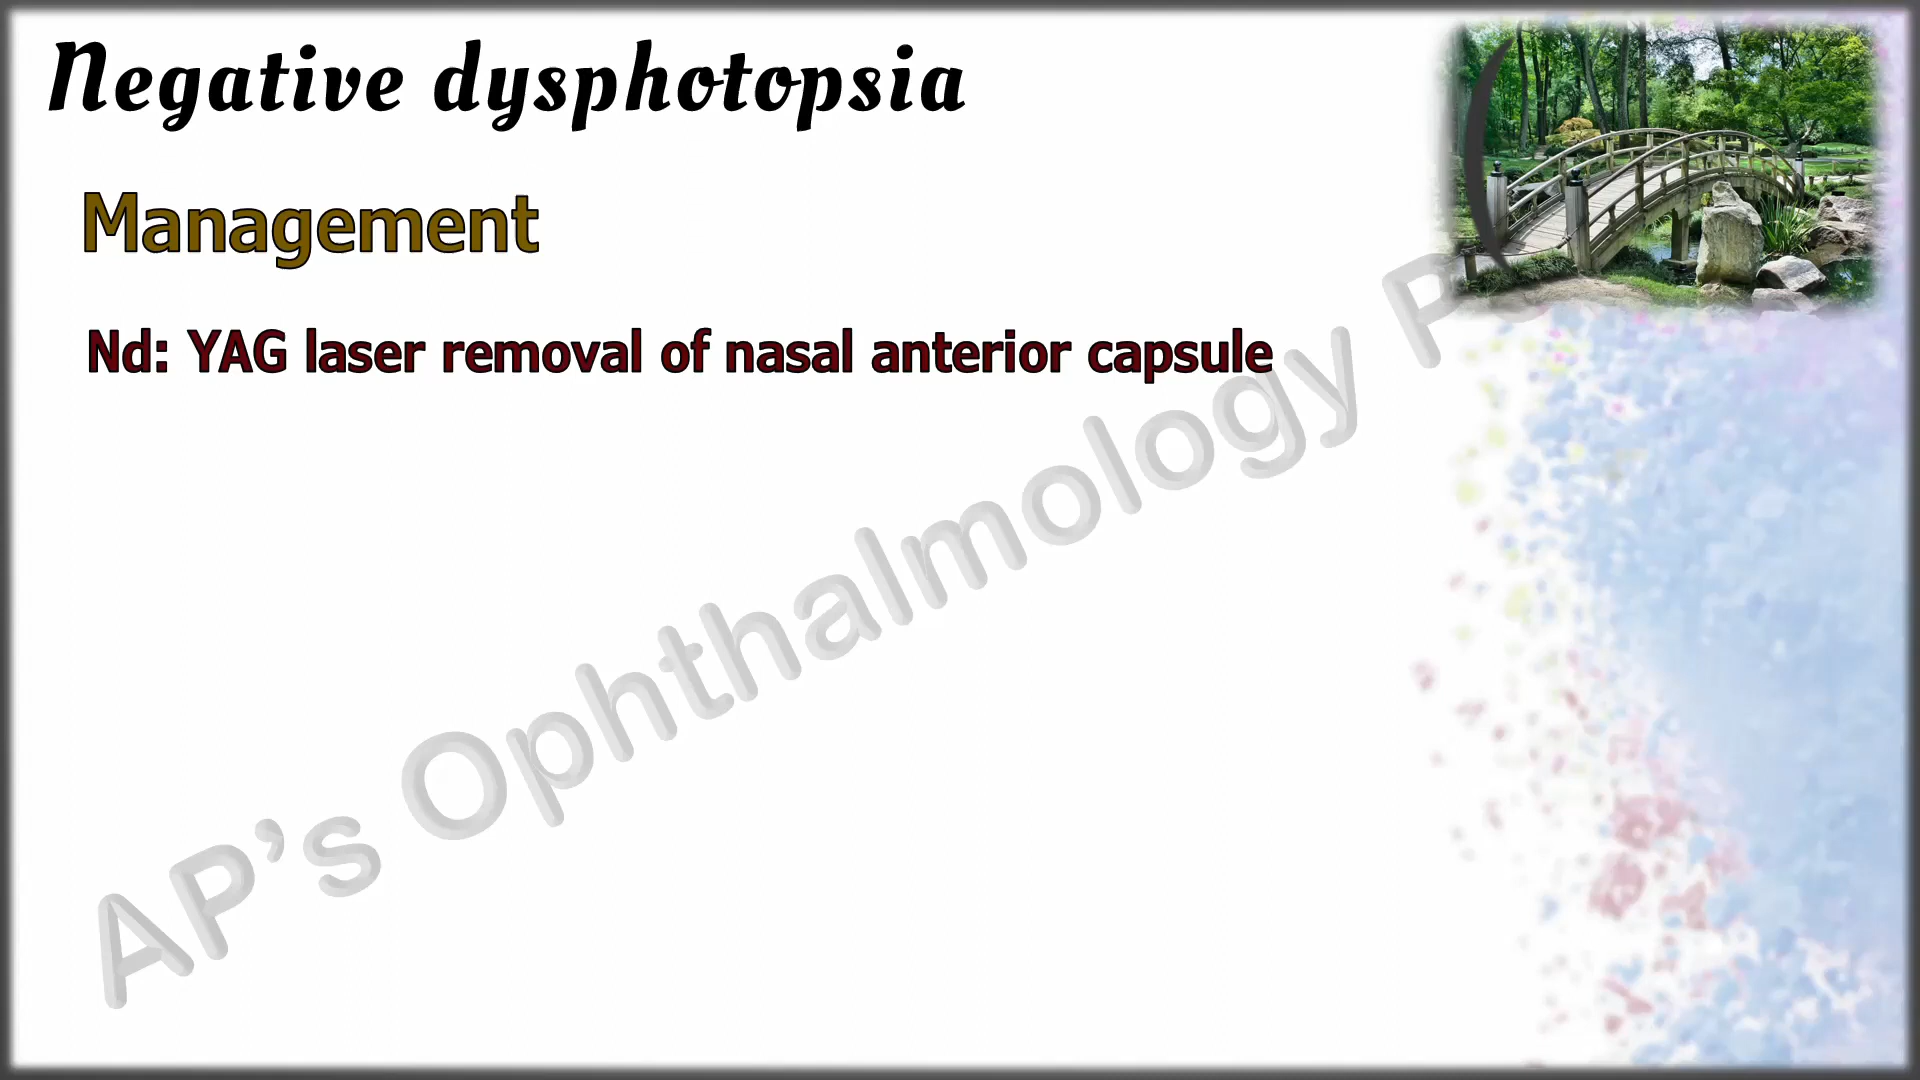 Negative dysphotopsia
Management
Nd: YAG laser removal of nasal anterior capsule
AP's Ophthalmology